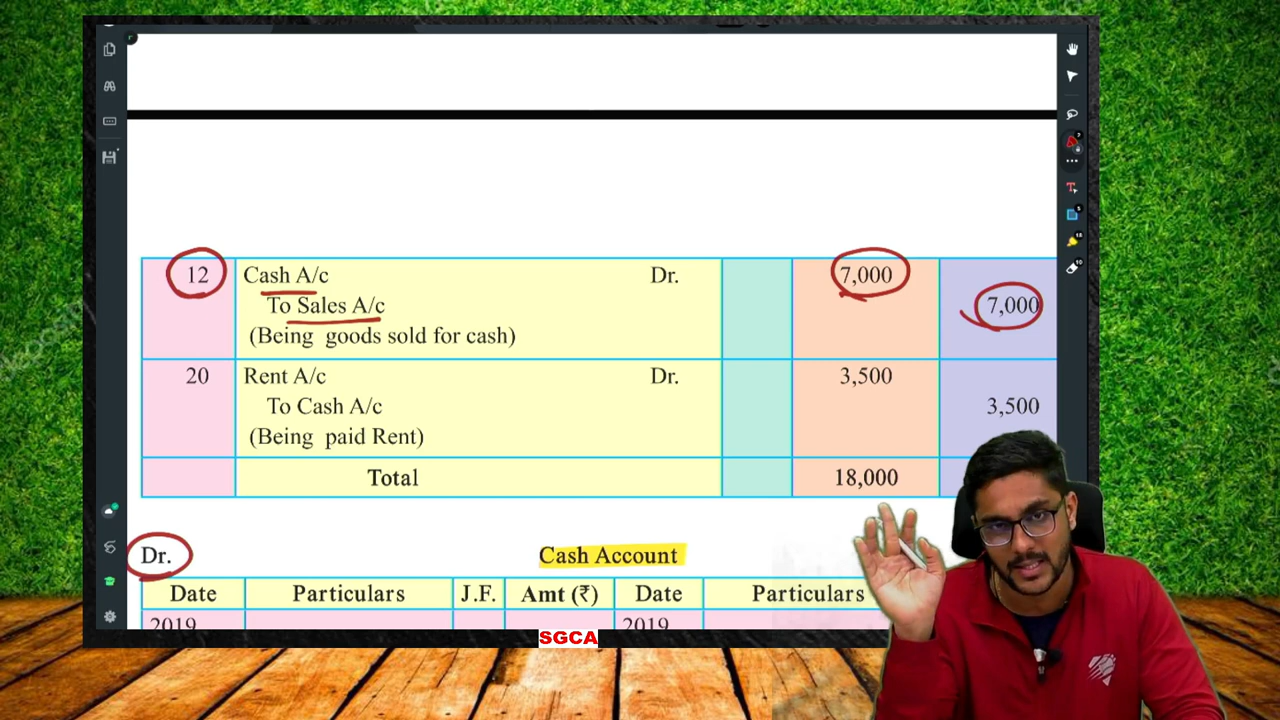 12 Cash A/c Dr. 7,000
To Sales A/c 7,000
(Being goods sold for cash)
20 Rent A/c Dr. 3,500
To Cash A/c 3,500
(Being paid Rent)
Total 18,000
Dr. Cash Account
Date Particulars J.F. Amt (₹) Date Particulars
2019 2019
SGCA